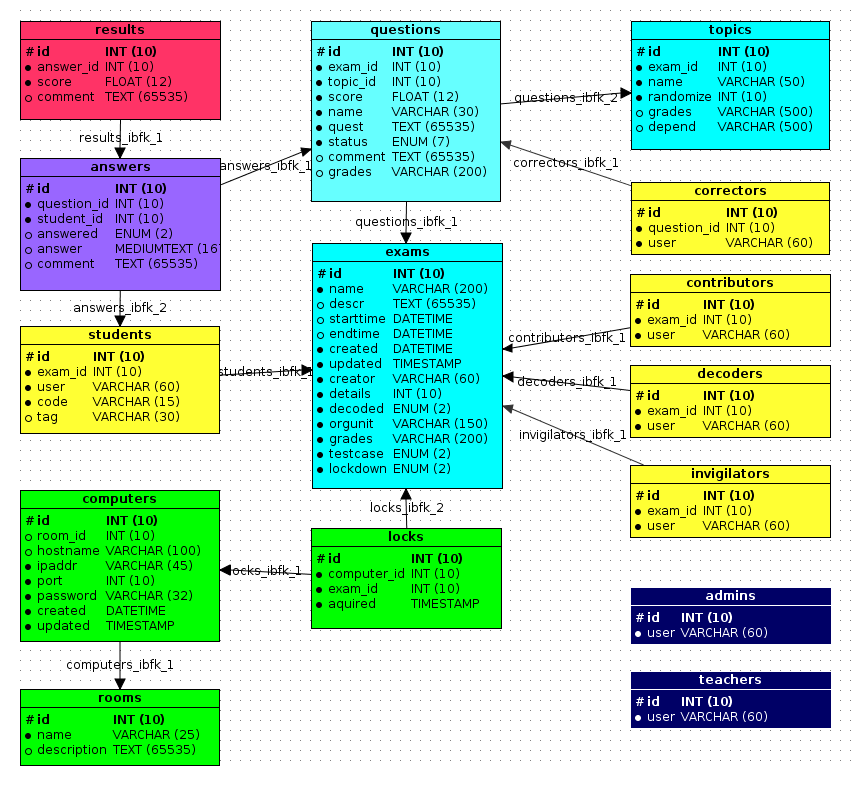 results
# id INT (10)
answer_id INT (10)
score FLOAT (12)
comment TEXT (65535)
results_ibfk_1
answers
# id INT (10)
question_id INT (10)
student_id INT (10)
answered ENUM (2)
answer MEDIUMTEXT (16
comment TEXT (65535)
answers_ibfk_1
answers_ibfk_2
students
# id INT (10)
exam_id INT (10)
user VARCHAR (60)
code VARCHAR (15)
tag VARCHAR (30)
students_ibfk_1
computers
# id INT (10)
room_id INT (10)
hostname VARCHAR (100)
ipaddr VARCHAR (45)
port INT (10)
password VARCHAR (32)
created DATETIME
updated TIMESTAMP
computers_ibfk_1
rooms
# id INT (10)
name VARCHAR (25)
description TEXT (65535)
questions
# id INT (10)
exam_id INT (10)
topic_id INT (10)
score FLOAT (12)
name VARCHAR (30)
quest TEXT (65535)
status ENUM (7)
comment TEXT (65535)
grades VARCHAR (200)
questions_ibfk_2
questions_ibfk_1
exams
# id INT (10)
name VARCHAR (200)
descr TEXT (65535)
starttime DATETIME
endtime DATETIME
created DATETIME
updated TIMESTAMP
creator VARCHAR (60)
details INT (10)
decoded ENUM (2)
orgunit VARCHAR (150)
grades VARCHAR (200)
testcase ENUM (2)
lockdown ENUM (2)
locks_ibfk_2
locks
# id INT (10)
computer_id INT (10)
exam_id INT (10)
aquired TIMESTAMP
locks_ibfk_1
topics
# id INT (10)
exam_id INT (10)
name VARCHAR (50)
randomize INT (10)
grades VARCHAR (500)
depend VARCHAR (500)
correctors_ibfk_1
correctors
# id INT (10)
question_id INT (10)
user VARCHAR (60)
contributors
# id INT (10)
exam_id INT (10)
user VARCHAR (60)
contributors_ibfk_1
decoders
# id INT (10)
exam_id INT (10)
user VARCHAR (60)
decoders_ibfk_1
invigilators_ibfk_1
invigilators
# id INT (10)
exam_id INT (10)
user VARCHAR (60)
admins
# id INT (10)
user VARCHAR (60)
teachers
# id INT (10)
user VARCHAR (60)